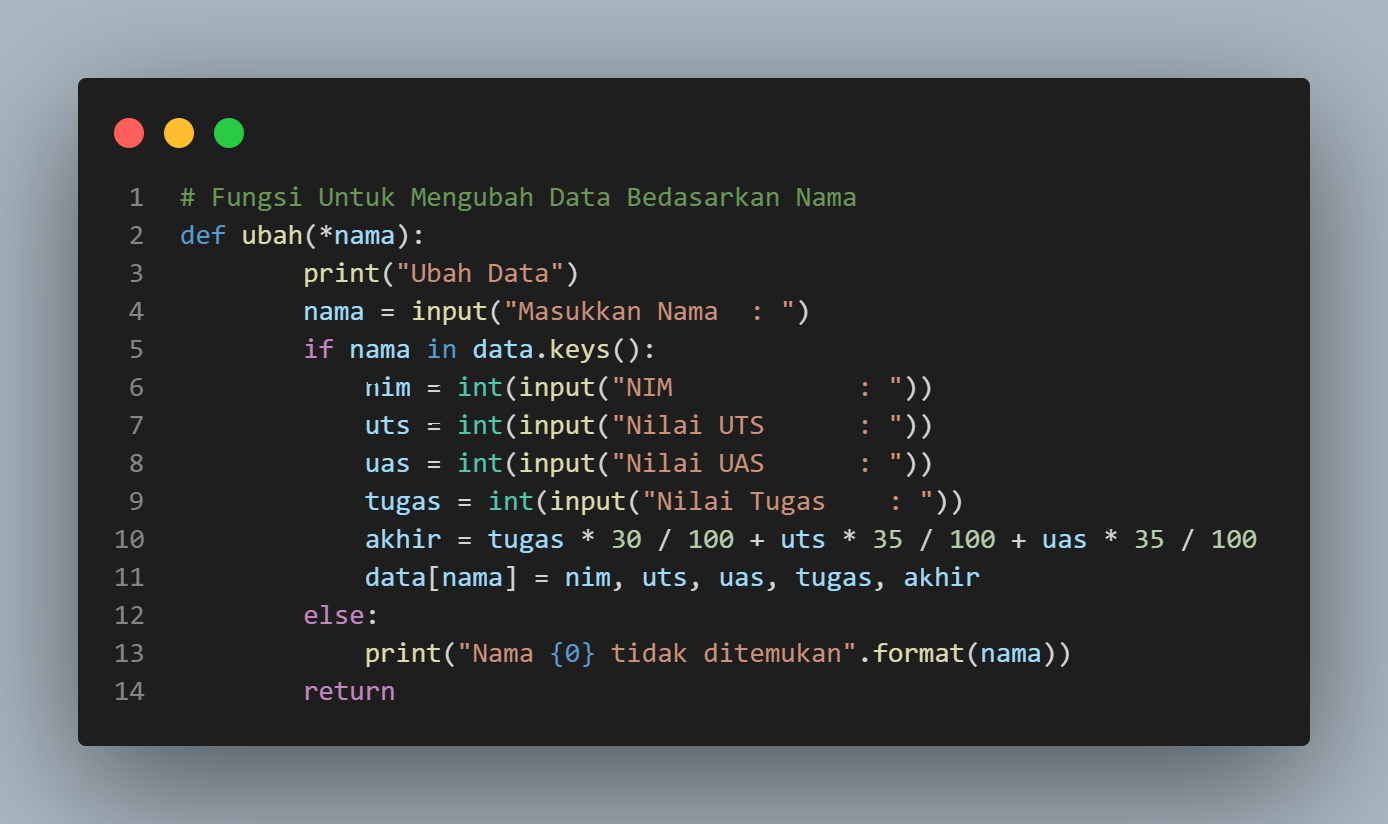 1 # Fungsi Untuk Mengubah Data Bedasarkan Nama
2 def ubah(*nama):
3         print("Ubah Data")
4         nama = input("Masukkan Nama  : ")
5         if nama in data.keys():
6             nim = int(input("NIM            : "))
7             uts = int(input("Nilai UTS      : "))
8             uas = int(input("Nilai UAS      : "))
9             tugas = int(input("Nilai Tugas    : "))
10             akhir = tugas * 30 / 100 + uts * 35 / 100 + uas * 35 / 100
11             data[nama] = nim, uts, uas, tugas, akhir
12         else:
13             print("Nama {0} tidak ditemukan".format(nama))
14         return